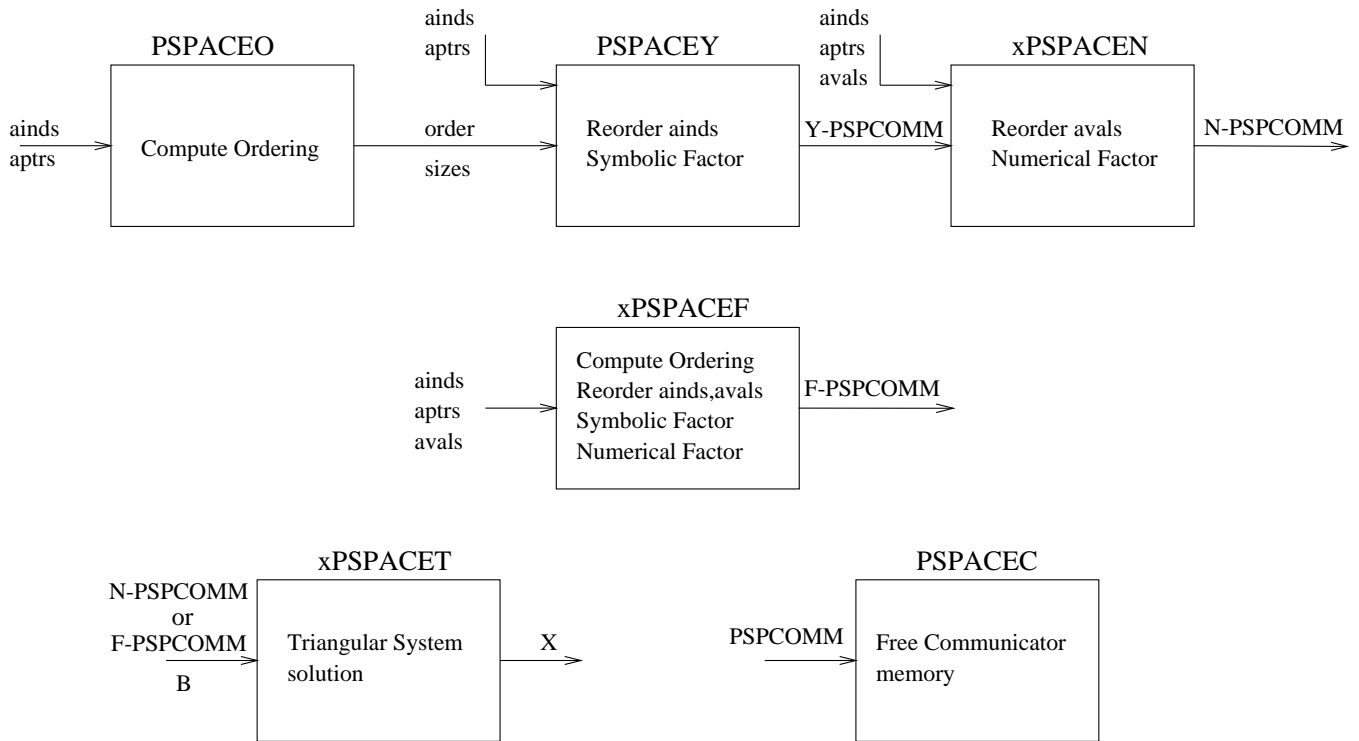 PSPACEO
ainds
aptrs
Compute Ordering
order
sizes
ainds
aptrs
PSPACEY
Reorder ainds
Symbolic Factor
Y-PSPCOMM
ainds
aptrs
avals
xPSPACEN
Reorder avals
Numerical Factor
N-PSPCOMM
xPSPACEF
ainds
aptrs
avals
Compute Ordering
Reorder ainds,avals
Symbolic Factor
Numerical Factor
F-PSPCOMM
xPSPACET
N-PSPCOMM
or
F-PSPCOMM
B
Triangular System
solution
X
PSPACEC
PSPCOMM
Free Communicator
memory